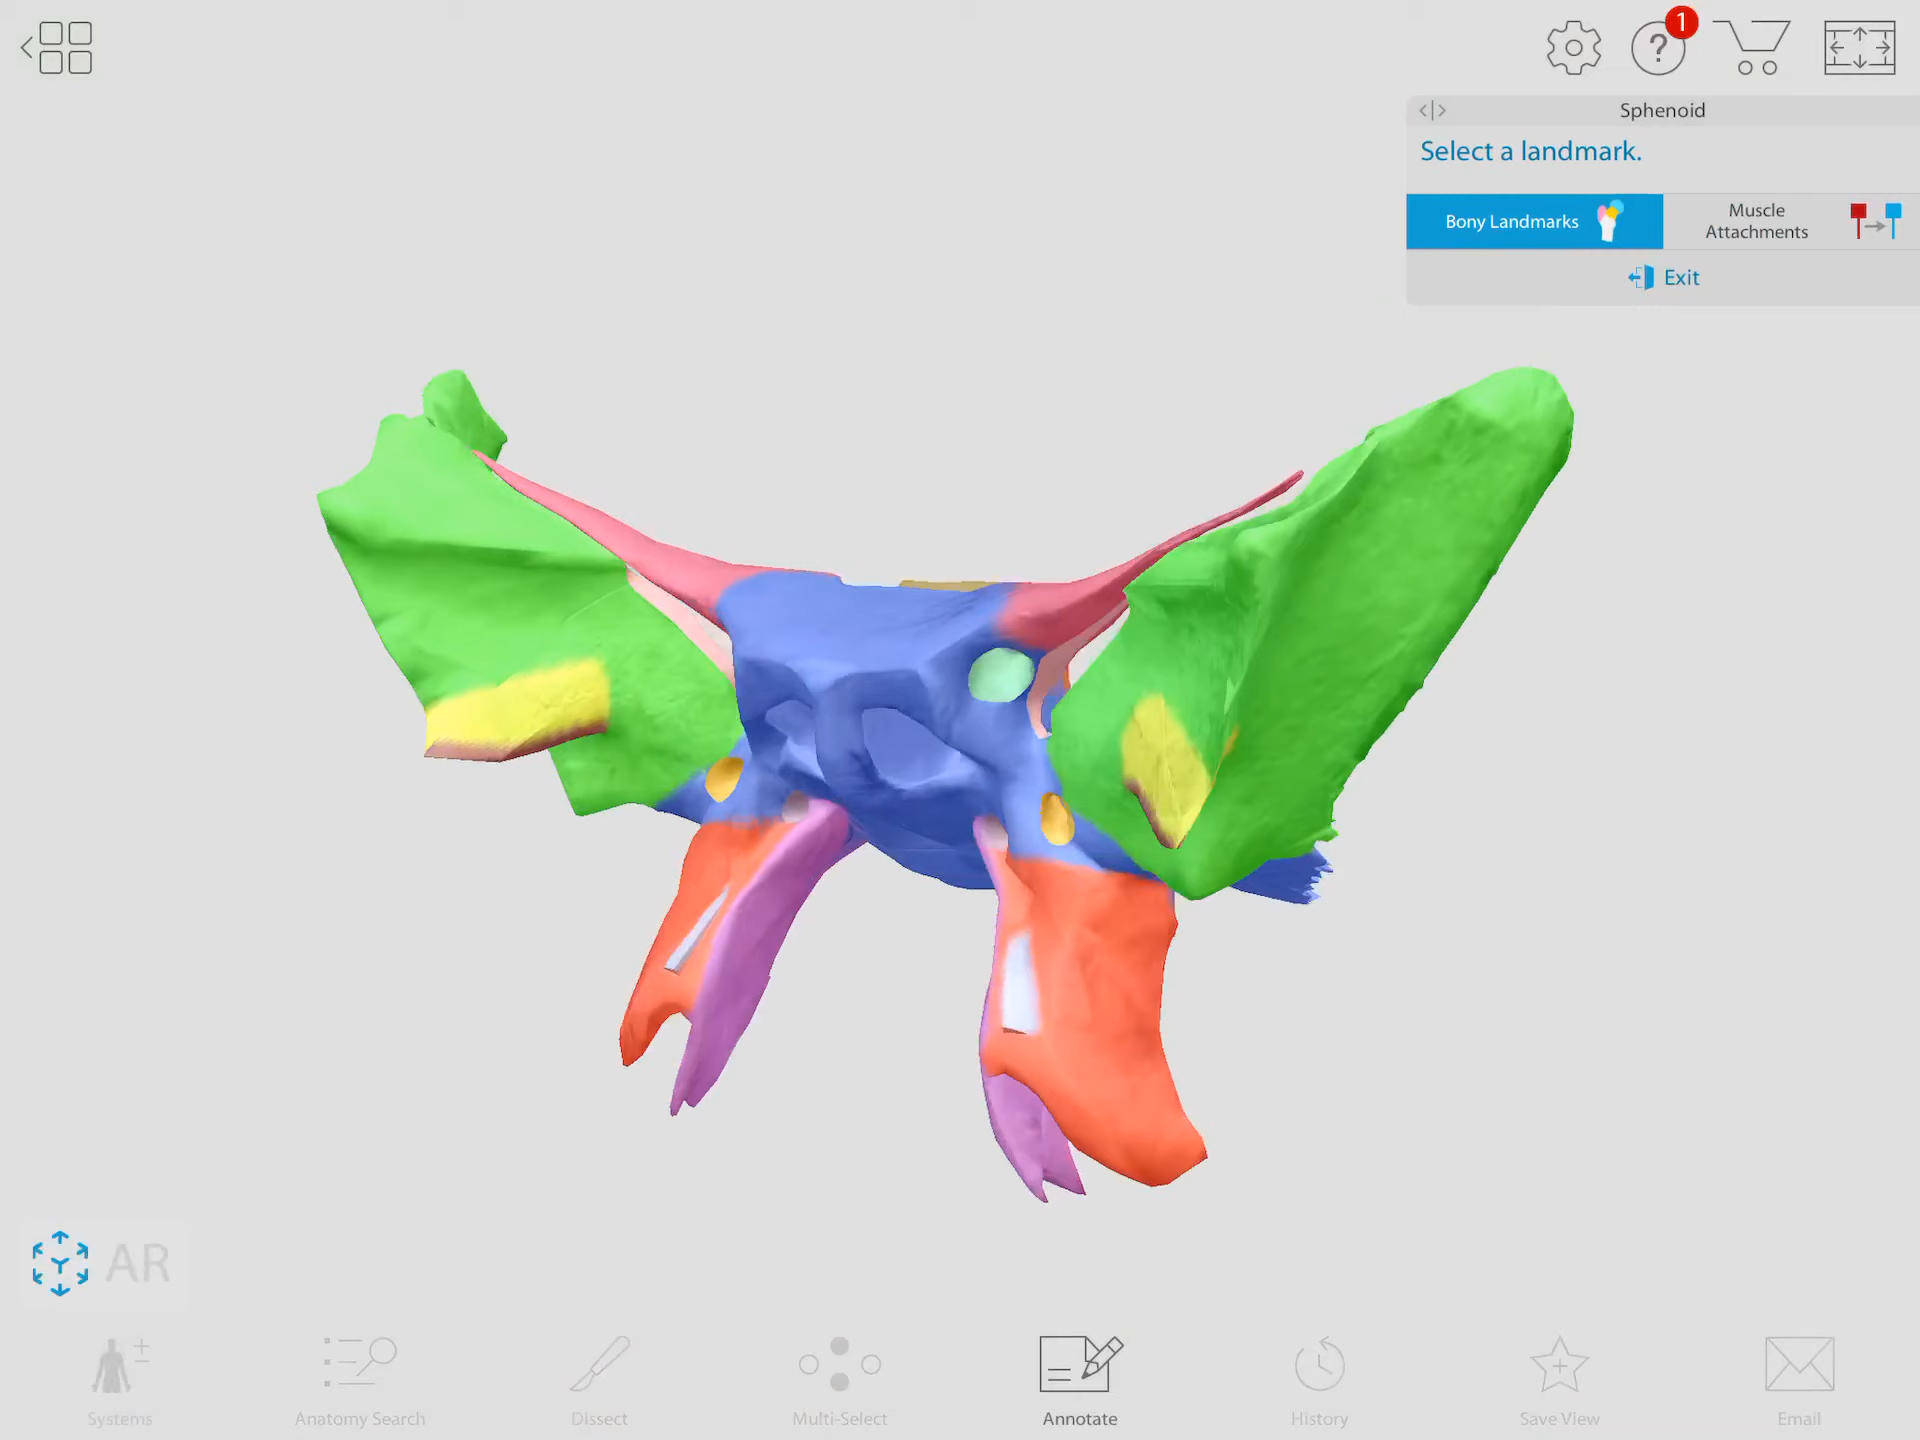 ?
1
Sphenoid
Select a landmark.
Bony Landmarks
Muscle
Attachments
Exit
AR
Systems
Anatomy Search
Dissect
Multi-Select
Annotate
History
Save View
Email